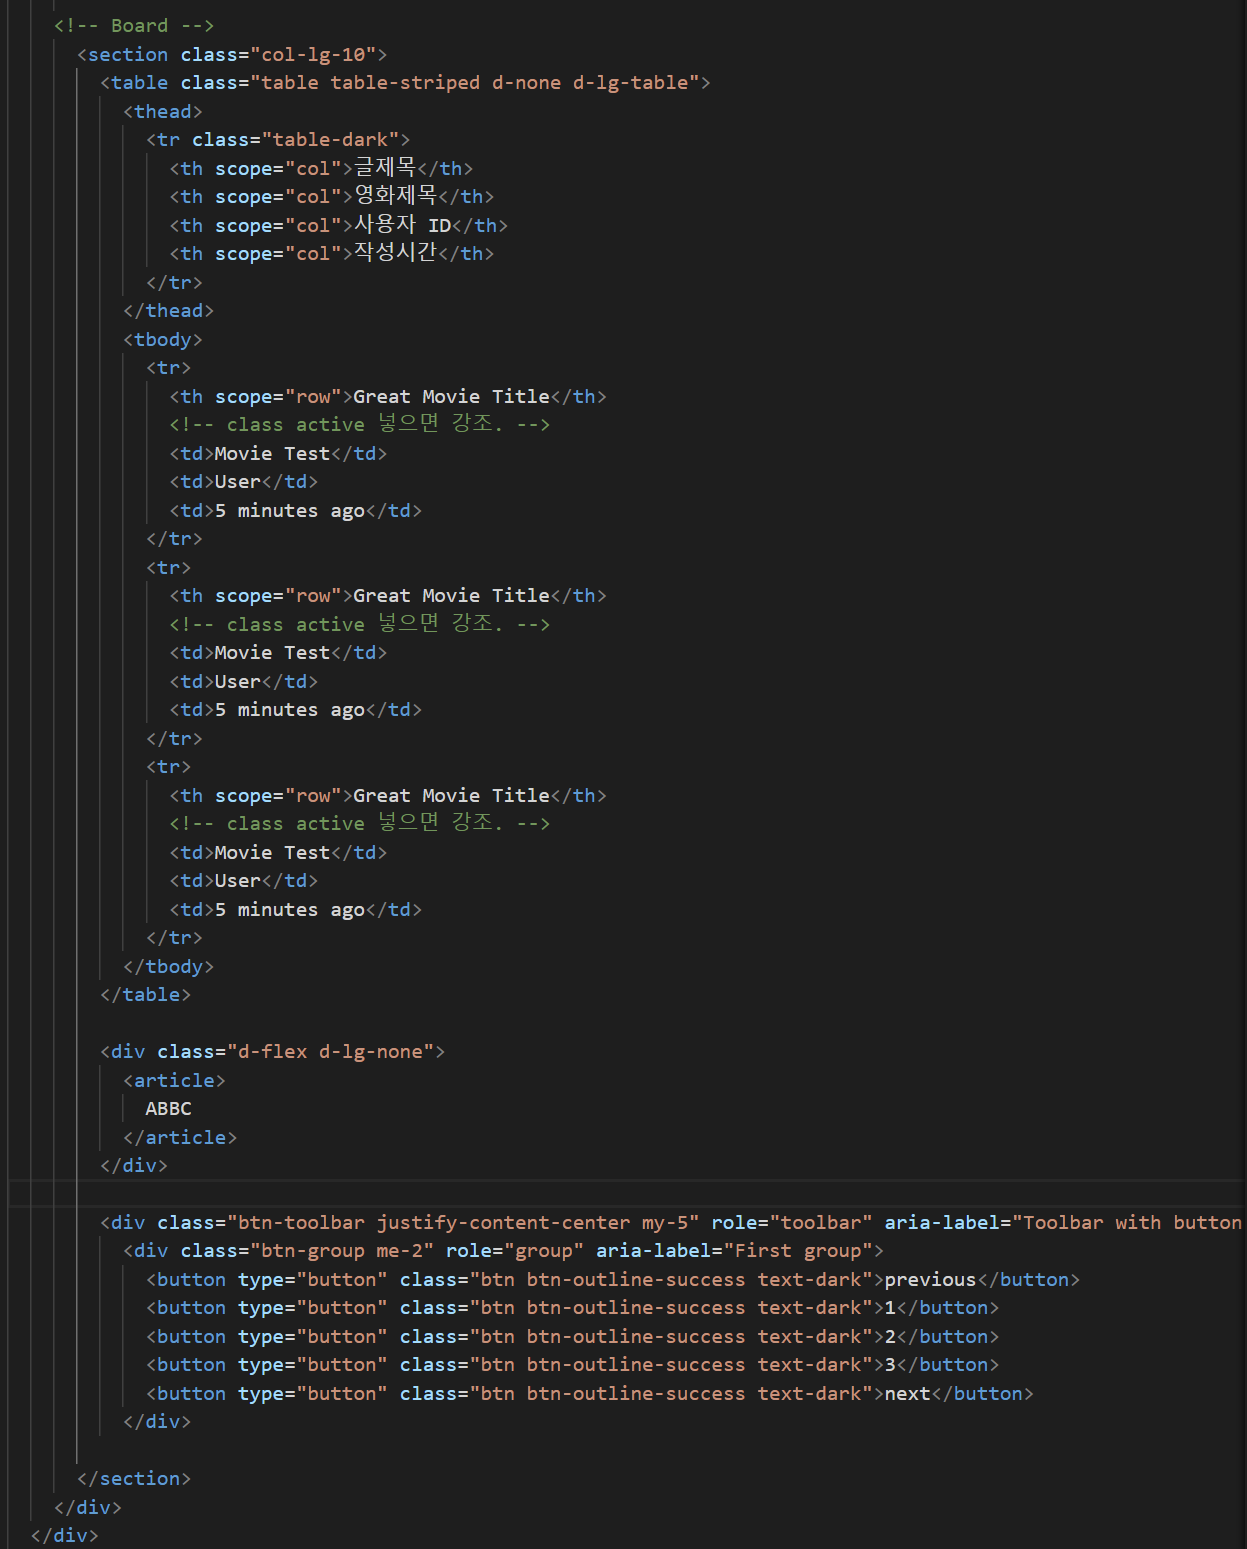 <!-- Board -->
<section class="col-lg-10">
<table class="table table-striped d-none d-lg-table">
<thead>
<tr class="table-dark">
<th scope="col">글제목</th>
<th scope="col">영화제목</th>
<th scope="col">사용자 ID</th>
<th scope="col">작성시간</th>
</tr>
</thead>
<tbody>
<tr>
<th scope="row">Great Movie Title</th>
<!-- class active 넣으면 강조. -->
<td>Movie Test</td>
<td>User</td>
<td>5 minutes ago</td>
</tr>
<tr>
<th scope="row">Great Movie Title</th>
<!-- class active 넣으면 강조. -->
<td>Movie Test</td>
<td>User</td>
<td>5 minutes ago</td>
</tr>
<tr>
<th scope="row">Great Movie Title</th>
<!-- class active 넣으면 강조. -->
<td>Movie Test</td>
<td>User</td>
<td>5 minutes ago</td>
</tr>
</tbody>
</table>
<div class="d-flex d-lg-none">
<article>
ABBC
</article>
</div>
<div class="btn-toolbar justify-content-center my-5" role="toolbar" aria-label="Toolbar with button
<div class="btn-group me-2" role="group" aria-label="First group">
<button type="button" class="btn btn-outline-success text-dark">previous</button>
<button type="button" class="btn btn-outline-success text-dark">1</button>
<button type="button" class="btn btn-outline-success text-dark">2</button>
<button type="button" class="btn btn-outline-success text-dark">3</button>
<button type="button" class="btn btn-outline-success text-dark">next</button>
</div>
</section>
</div>
</div>